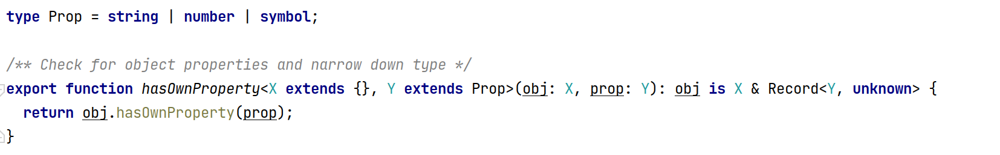 type Prop = string | number | symbol;
/** Check for object properties and narrow down type */
export function hasOwnProperty<X extends {}, Y extends Prop>(obj: X, prop: Y): obj is X & Record<Y, unknown> {
  return obj.hasOwnProperty(prop);
}